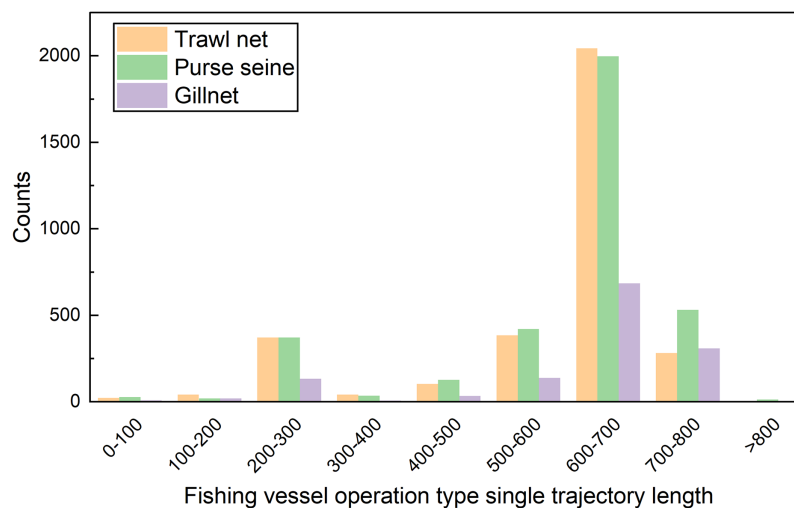 Trawl net
Purse seine
Gillnet
2000
1500
1000
500
0
Counts
0-100
100-200
200-300
300-400
400-500
500-600
600-700
700-800
>800
Fishing vessel operation type single trajectory length